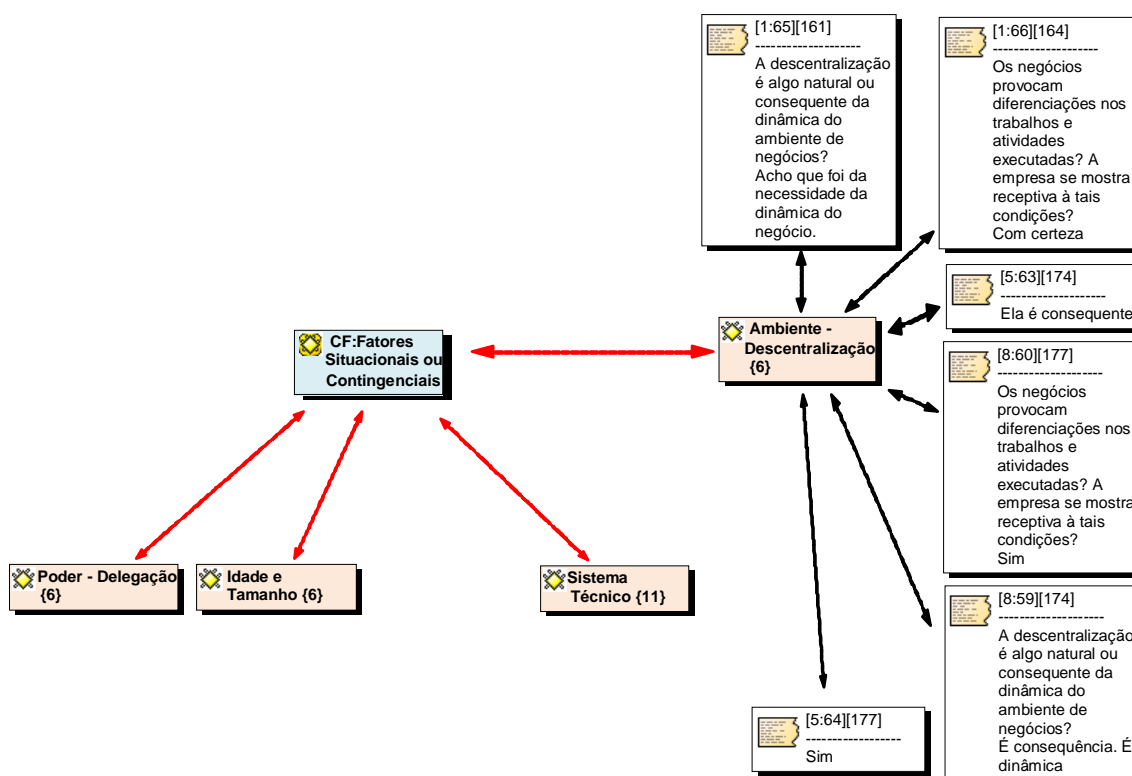 [1:65][161]
--------------------
A descentralização
é algo natural ou
consequente da
dinâmica do
ambiente de
negócios?
Acho que foi da
necessidade da
dinâmica do
negócio.
[1:66][164]
--------------------
Os negócios
provocam
diferenciações nos
trabalhos e
atividades
executadas? A
empresa se mostra
receptiva à tais
condições?
Com certeza
[5:63][174]
--------------------
Ela é consequente
CF:Fatores
Situacionais ou
Contingenciais
Ambiente -
Descentralização
{6}
[8:60][177]
--------------------
Os negócios
provocam
diferenciações nos
trabalhos e
atividades
executadas? A
empresa se mostra
receptiva à tais
condições?
Sim
Poder - Delegação
{6}
Idade e
Tamanho {6}
Sistema
Técnico {11}
[8:59][174]
--------------------
A descentralização
é algo natural ou
consequente da
dinâmica do
ambiente de
negócios?
É consequência. É
dinâmica
[5:64][177]
------------------
Sim